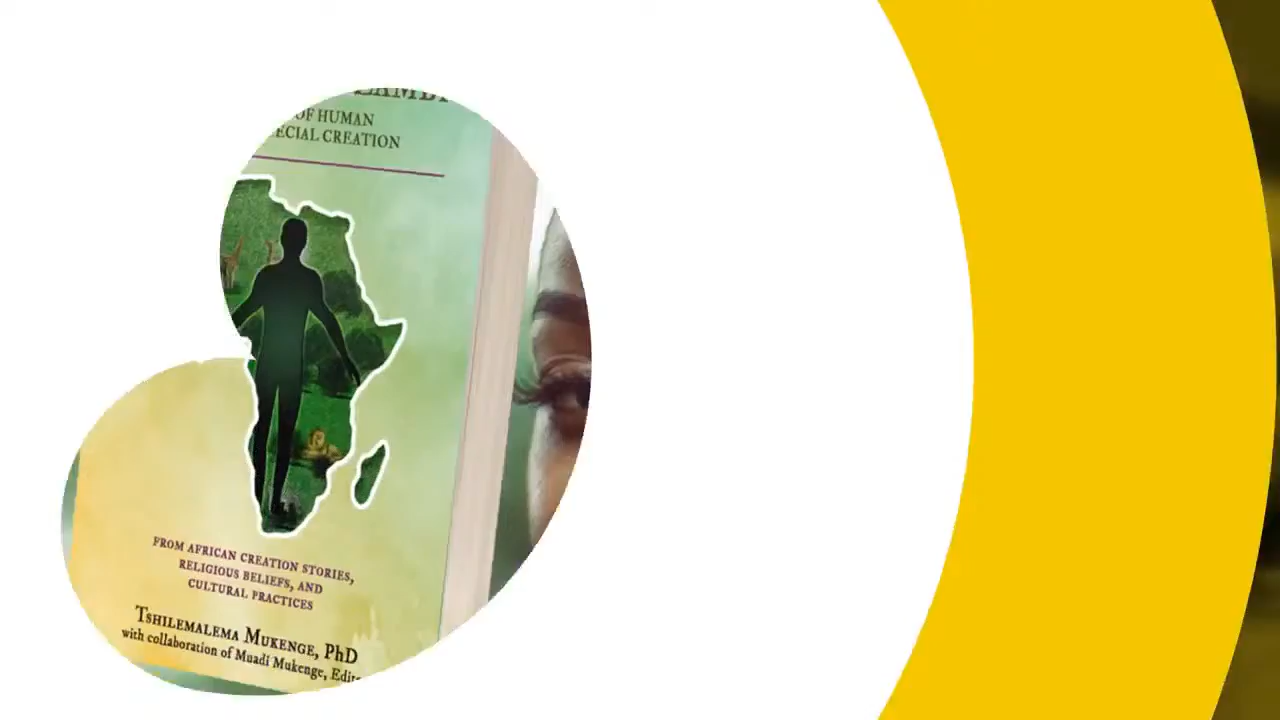 OF HUMAN
CREATION
FROM AFRICAN CREATION STORIES,
RELIGIOUS BELIEFS, AND
CULTURAL PRACTICES
TSHILEMALEMA MUKENGE, PhD
with collaboration of Muadi Mukenge,